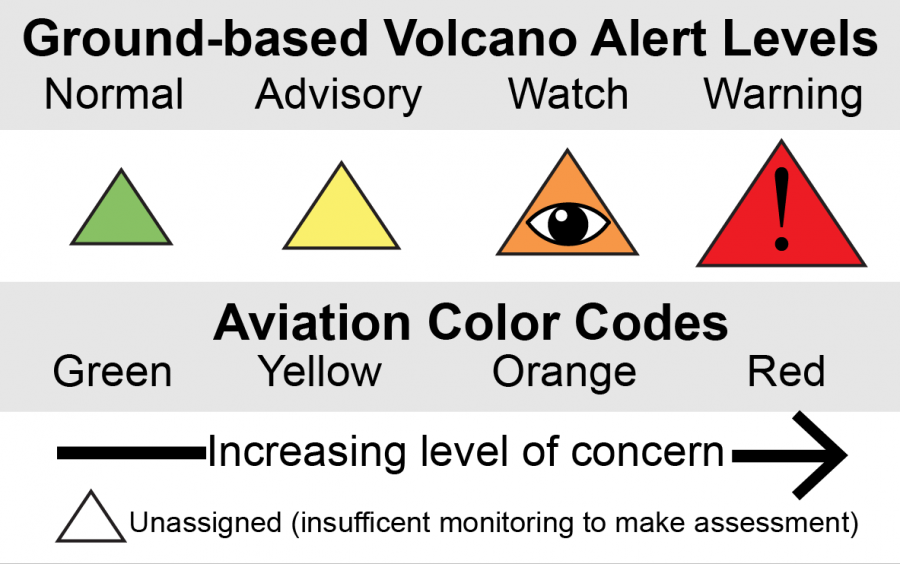 Ground-based Volcano Alert Levels
Normal Advisory Watch Warning
!
Aviation Color Codes
Green Yellow Orange Red
Increasing level of concern
Unassigned (insufficent monitoring to make assessment)